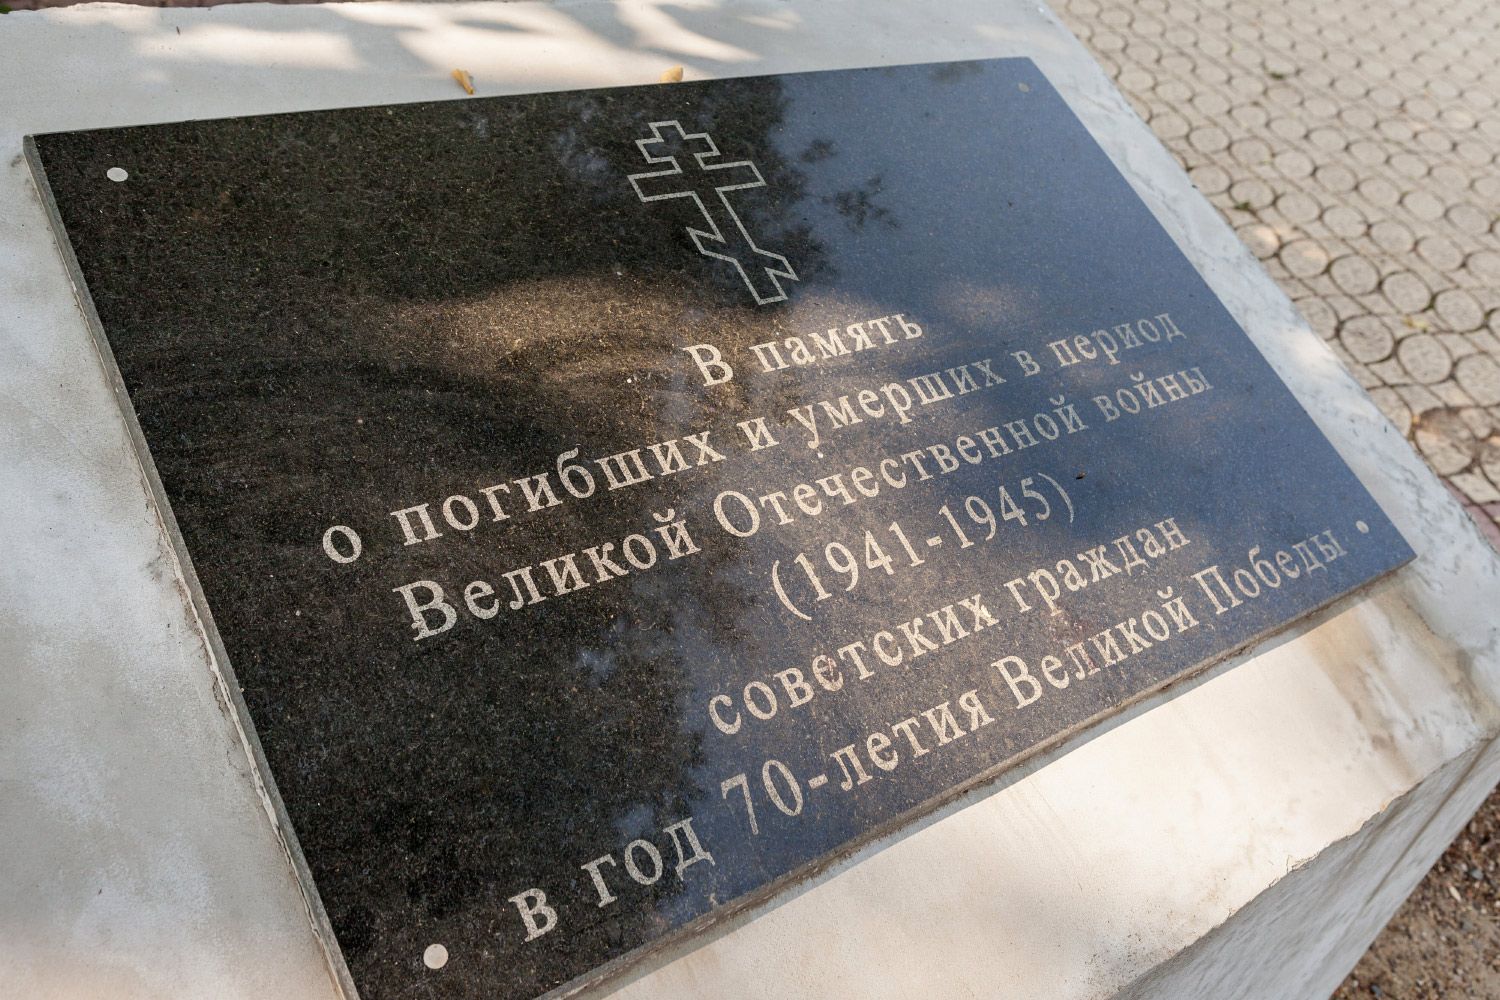 В память
о погибших и умерших в период
Великой Отечественной войны
(1941-1945)
советских граждан
в год 70-летия Великой Победы